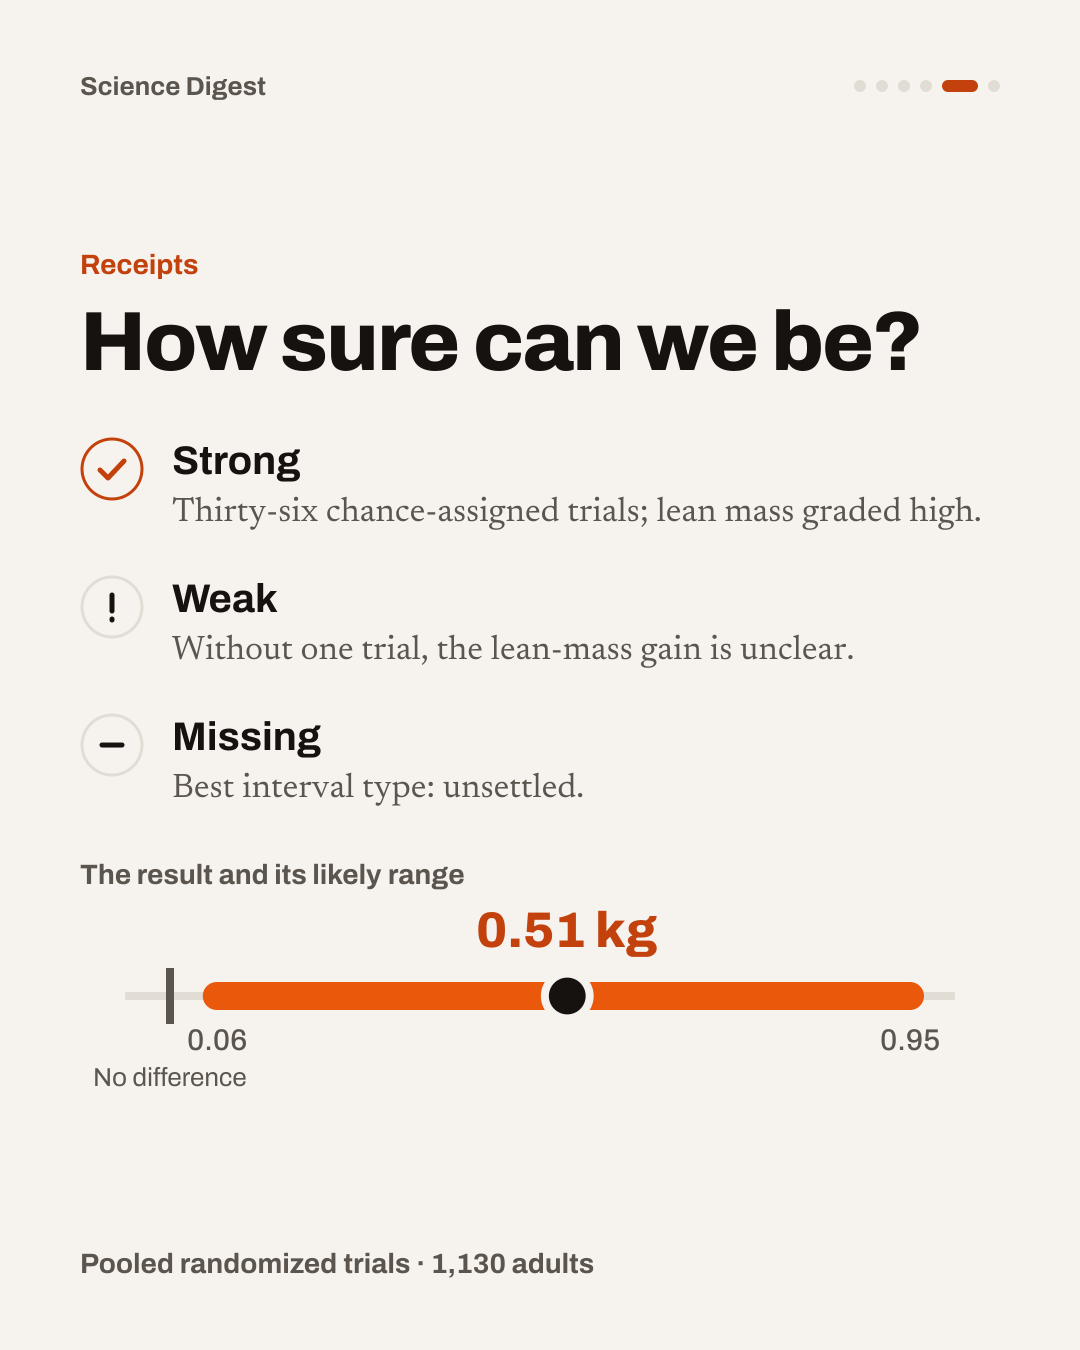 Science Digest
Receipts
How sure can we be?
Strong
Thirty-six chance-assigned trials; lean mass graded high.
Weak
Without one trial, the lean-mass gain is unclear.
Missing
Best interval type: unsettled.
The result and its likely range
0.51 kg
0.06
0.95
No difference
Pooled randomized trials · 1,130 adults